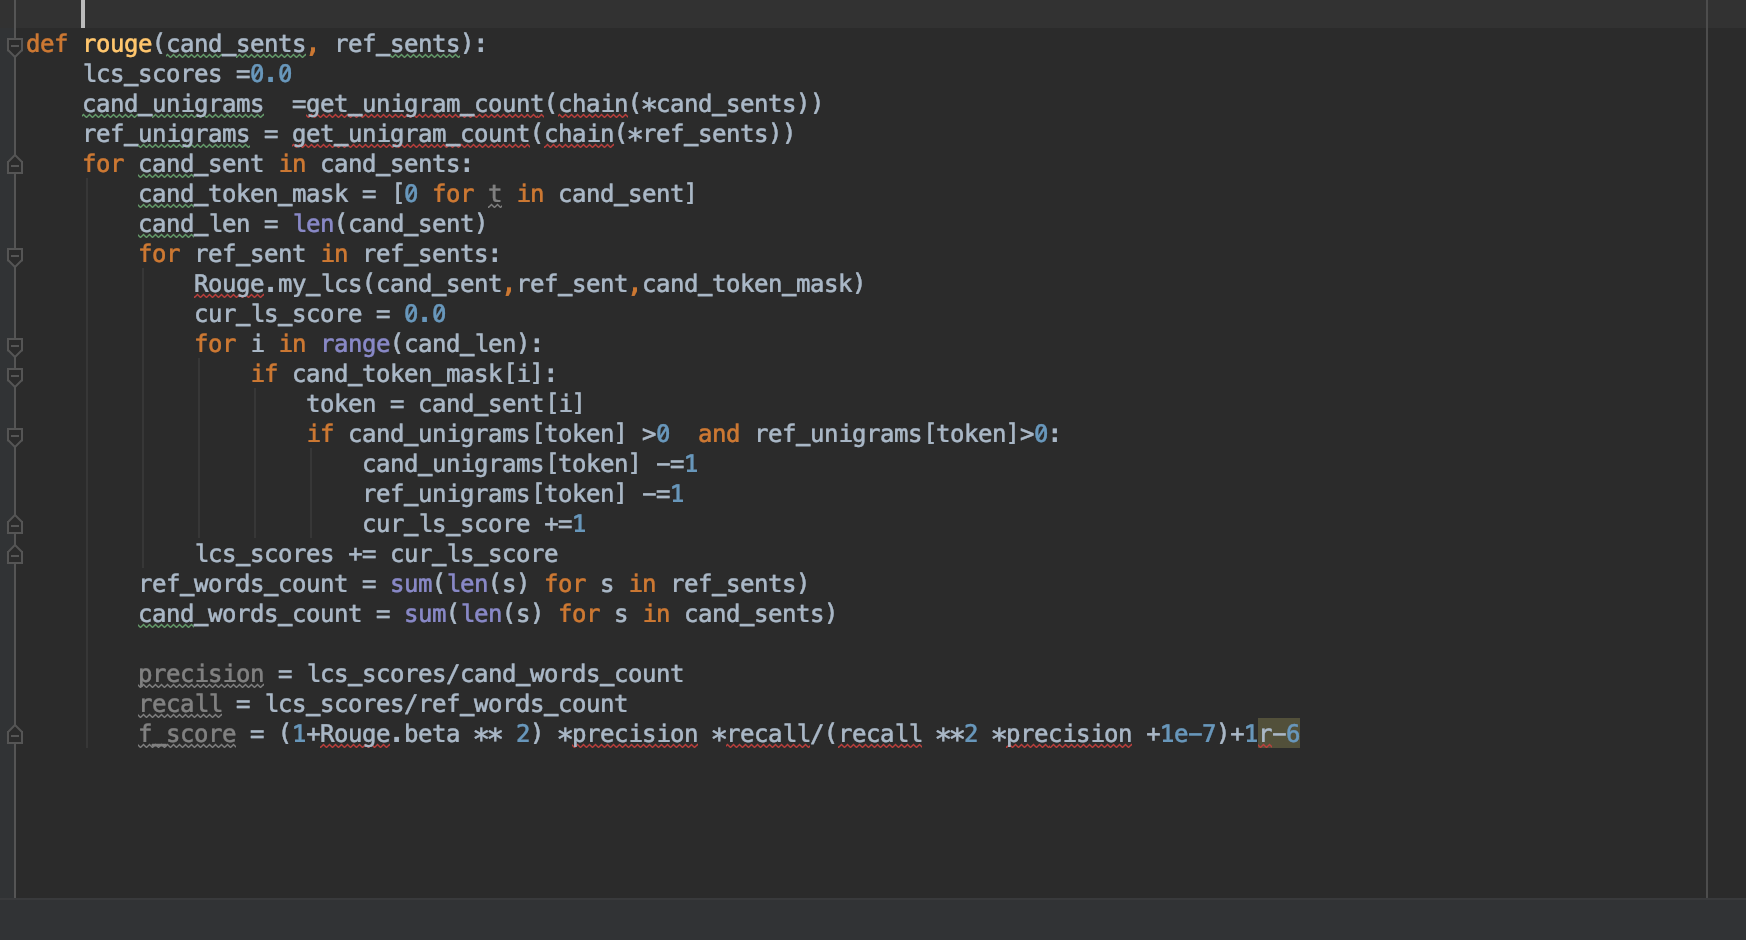 def rouge(cand_sents, ref_sents):
    lcs_scores =0.0
    cand_unigrams  =get_unigram_count(chain(*cand_sents))
    ref_unigrams = get_unigram_count(chain(*ref_sents))
    for cand_sent in cand_sents:
        cand_token_mask = [0 for t in cand_sent]
        cand_len = len(cand_sent)
        for ref_sent in ref_sents:
            Rouge.my_lcs(cand_sent,ref_sent,cand_token_mask)
            cur_ls_score = 0.0
            for i in range(cand_len):
                if cand_token_mask[i]:
                    token = cand_sent[i]
                    if cand_unigrams[token] >0  and ref_unigrams[token]>0:
                        cand_unigrams[token] -=1
                        ref_unigrams[token] -=1
                        cur_ls_score +=1
            lcs_scores += cur_ls_score
        ref_words_count = sum(len(s) for s in ref_sents)
        cand_words_count = sum(len(s) for s in cand_sents)

        precision = lcs_scores/cand_words_count
        recall = lcs_scores/ref_words_count
        f_score = (1+Rouge.beta ** 2) *precision *recall/(recall **2 *precision +1e-7)+1r-6